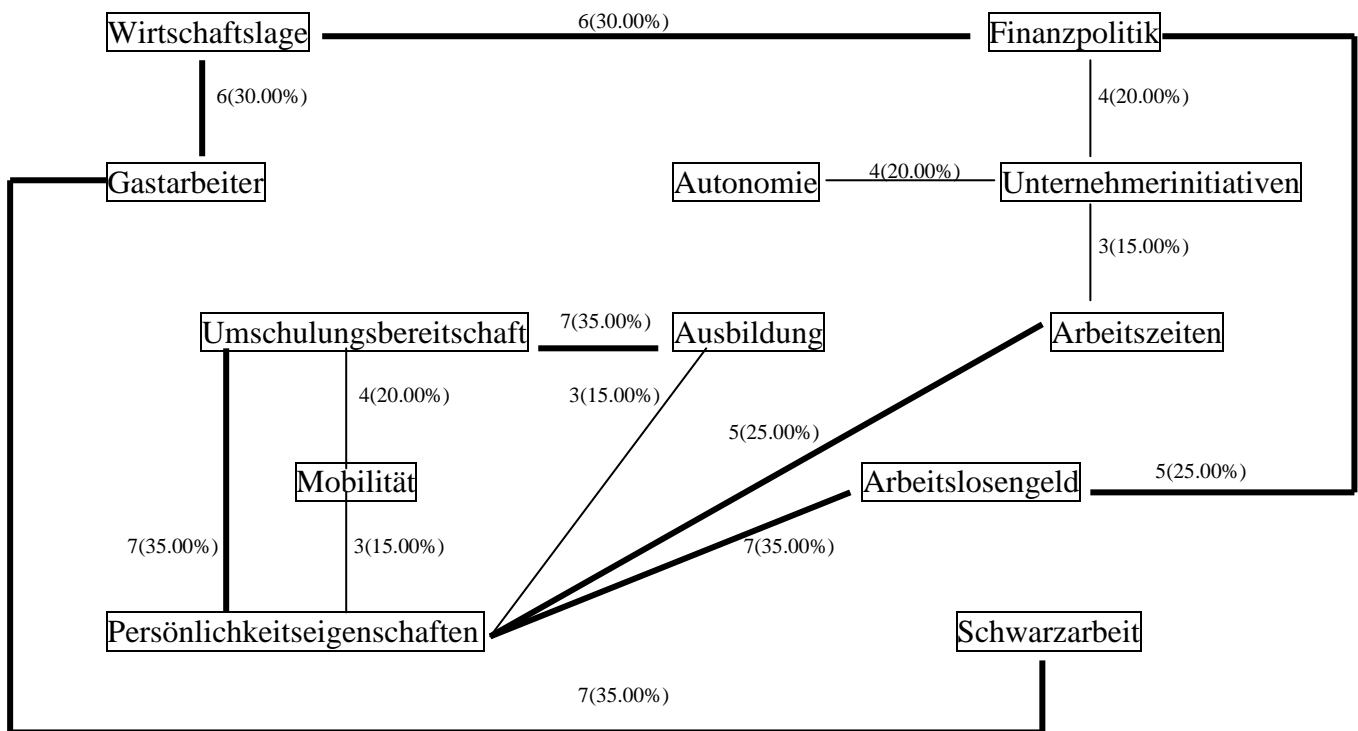 6(30.00%)
Wirtschaftslage
Finanzpolitik
6(30.00%)
4(20.00%)
Gastarbeiter
Autonomie
4(20.00%)
Unternehmerinitiativen
3(15.00%)
Umschulungsbereitschaft
7(35.00%)
Ausbildung
Arbeitszeiten
4(20.00%)
3(15.00%)
5(25.00%)
Mobilität
Arbeitslosengeld
5(25.00%)
7(35.00%)
3(15.00%)
7(35.00%)
Persönlichkeitseigenschaften
Schwarzarbeit
7(35.00%)